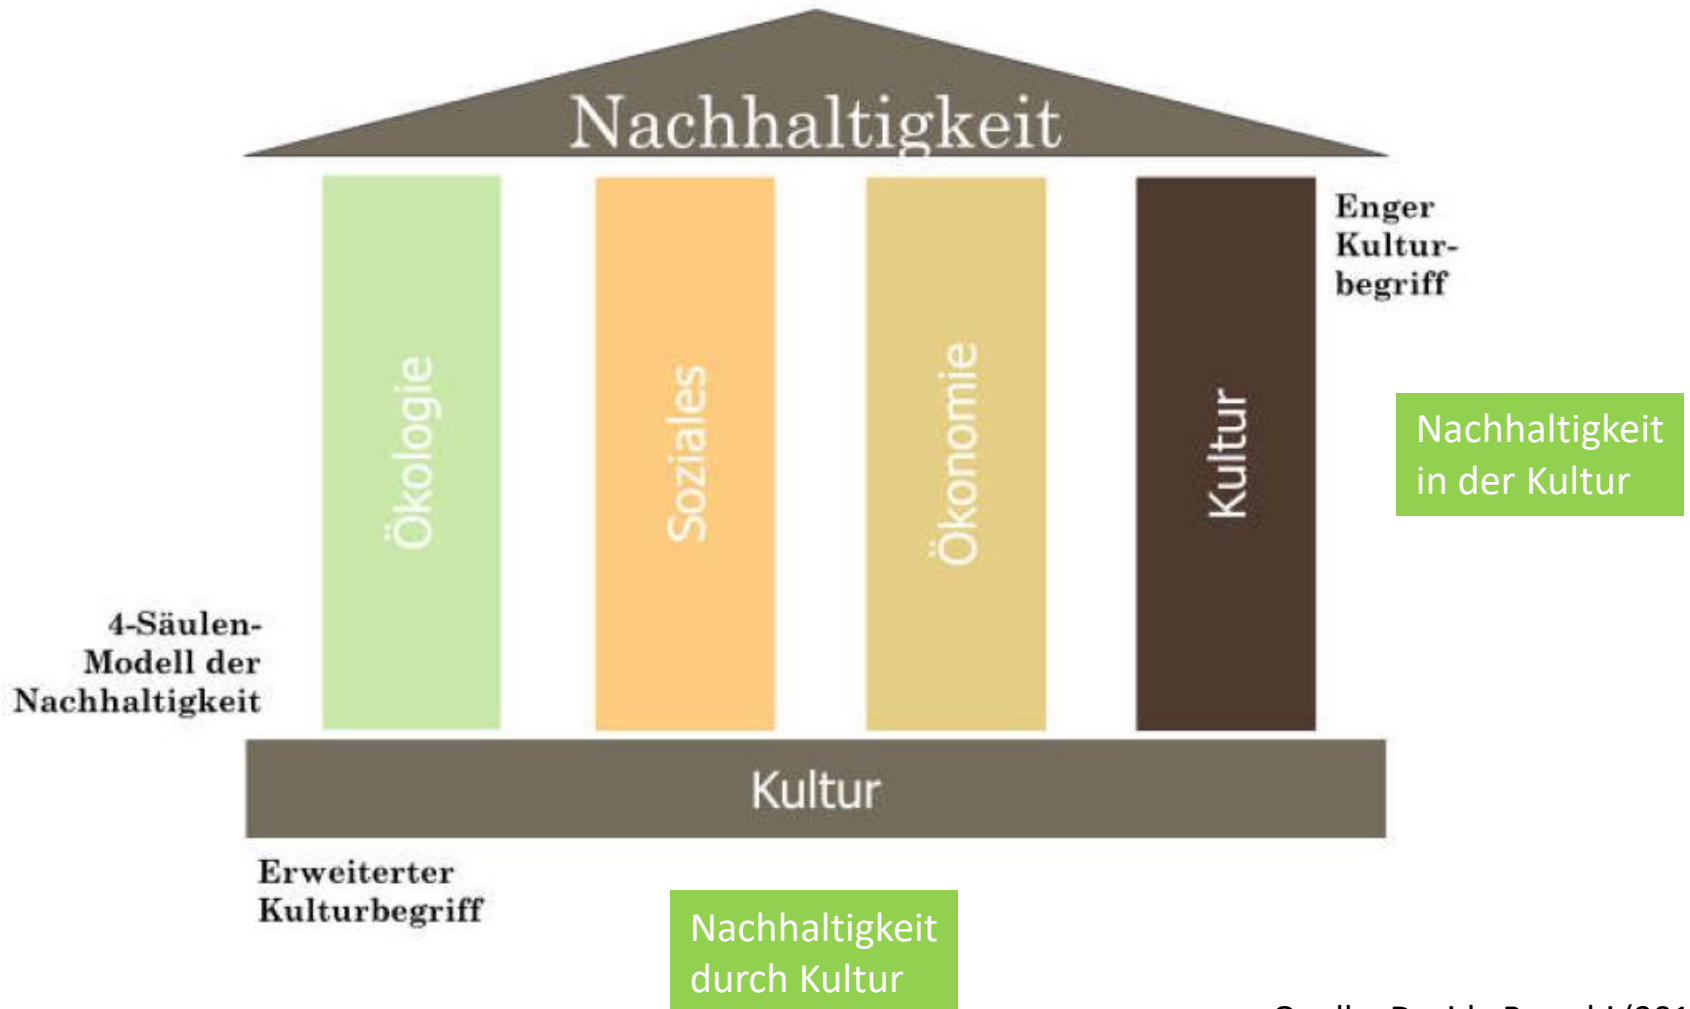 Nachhaltigkeit
Ökologie
Soziales
Ökonomie
Kultur
Enger
Kultur-
begriff
Nachhaltigkeit
in der Kultur
4-Säulen-
Modell der
Nachhaltigkeit
Kultur
Erweiterter
Kulturbegriff
Nachhaltigkeit
durch Kultur